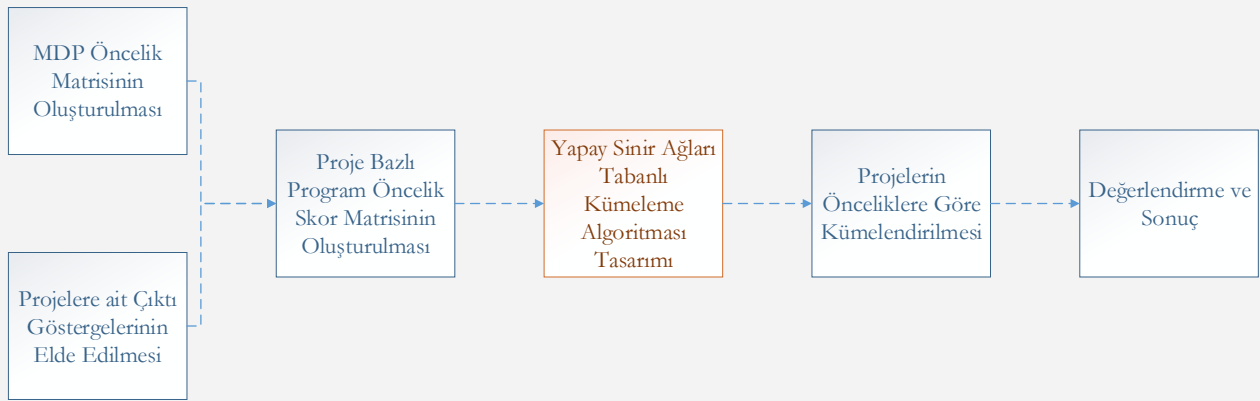 MDP Öncelik
Matrisinin
Oluşturulması
Projelere ait Çıktı
Göstergelerinin
Elde Edilmesi
Proje Bazlı
Program Öncelik
Skor Matrisinin
Oluşturulması
Yapay Sinir Ağları
Tabanlı
Kümeleme
Algoritması
Tasarımı
Projelerin
Önceliklere Göre
Kümelendirilmesi
Değerlendirme ve
Sonuç